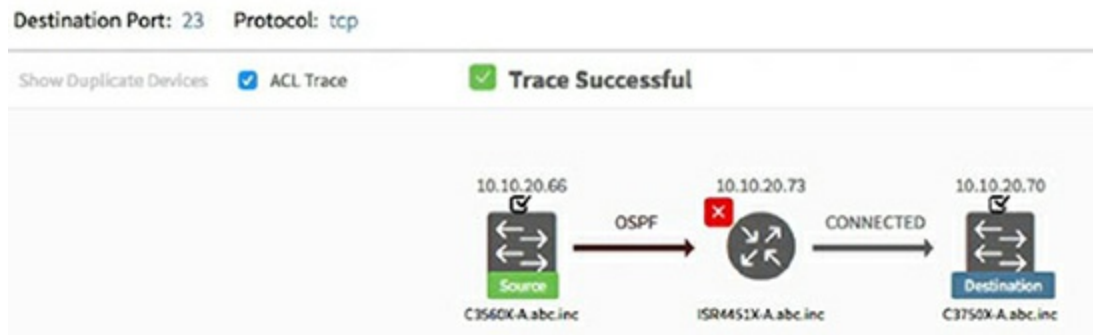 Destination Port: 23 Protocol: tcp
Show Duplicate Devices ACL Trace Trace Successful
10.10.20.66 10.10.20.73 10.10.20.70
OSPF CONNECTED
Source Destination
C3560X-A.abc.inc ISR4451X-A.abc.inc C3750X-A.abc.inc